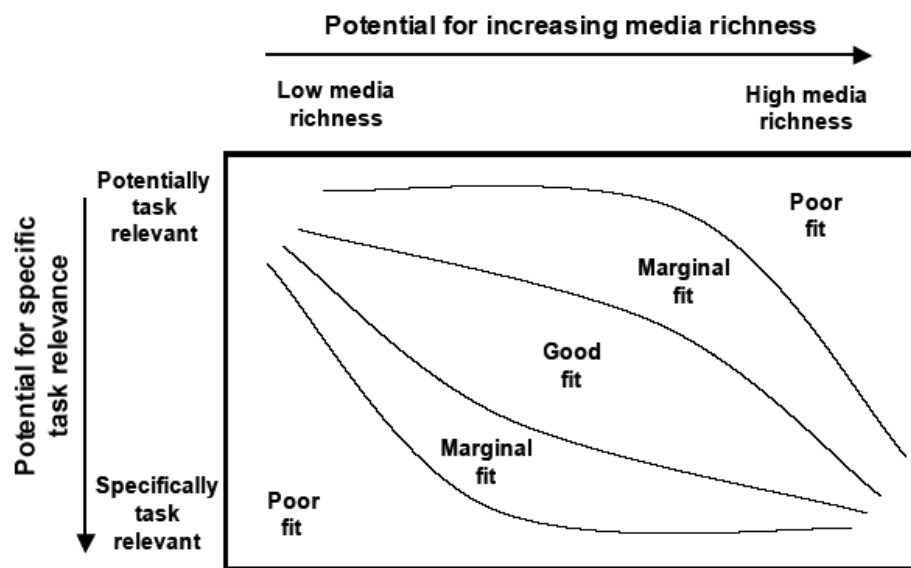 Potential for increasing media richness
Low media
richness
High media
richness
Potential for specific
task relevance
Potentially
task
relevant
Poor
fit
Marginal
fit
Good
fit
Marginal
fit
Specifically
task
relevant
Poor
fit